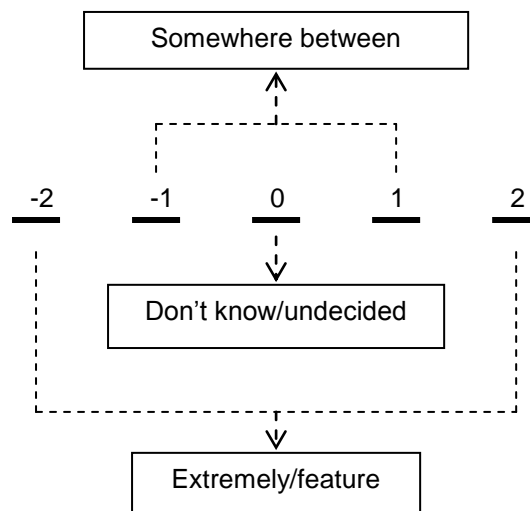 Somewhere between
-2 -1 0 1 2
Don't know/undecided
Extremely/feature